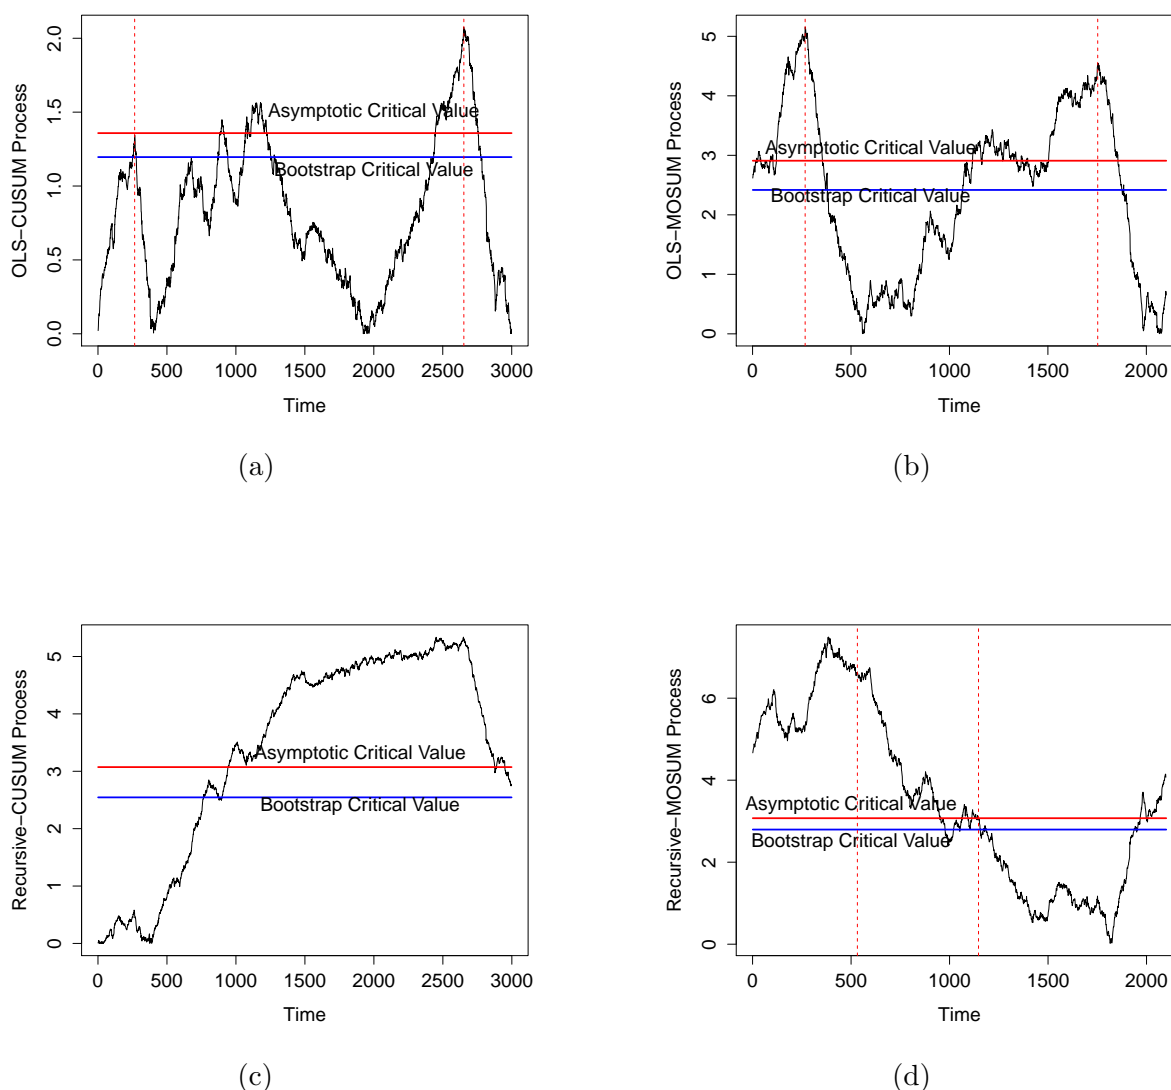 OLS−CUSUM Process
2.0
1.5
1.0
0.5
0.0
Asymptotic Critical Value
Bootstrap Critical Value
0 500 1000 1500 2000 2500 3000
Time
(a)
OLS−MOSUM Process
5
4
3
2
1
0
Asymptotic Critical Value
Bootstrap Critical Value
0 500 1000 1500 2000
Time
(b)
Recursive−CUSUM Process
5
4
3
2
1
0
Asymptotic Critical Value
Bootstrap Critical Value
0 500 1000 1500 2000 2500 3000
Time
(c)
Recursive−MOSUM Process
6
4
2
0
Asymptotic Critical Value
Bootstrap Critical Value
0 500 1000 1500 2000
Time
(d)